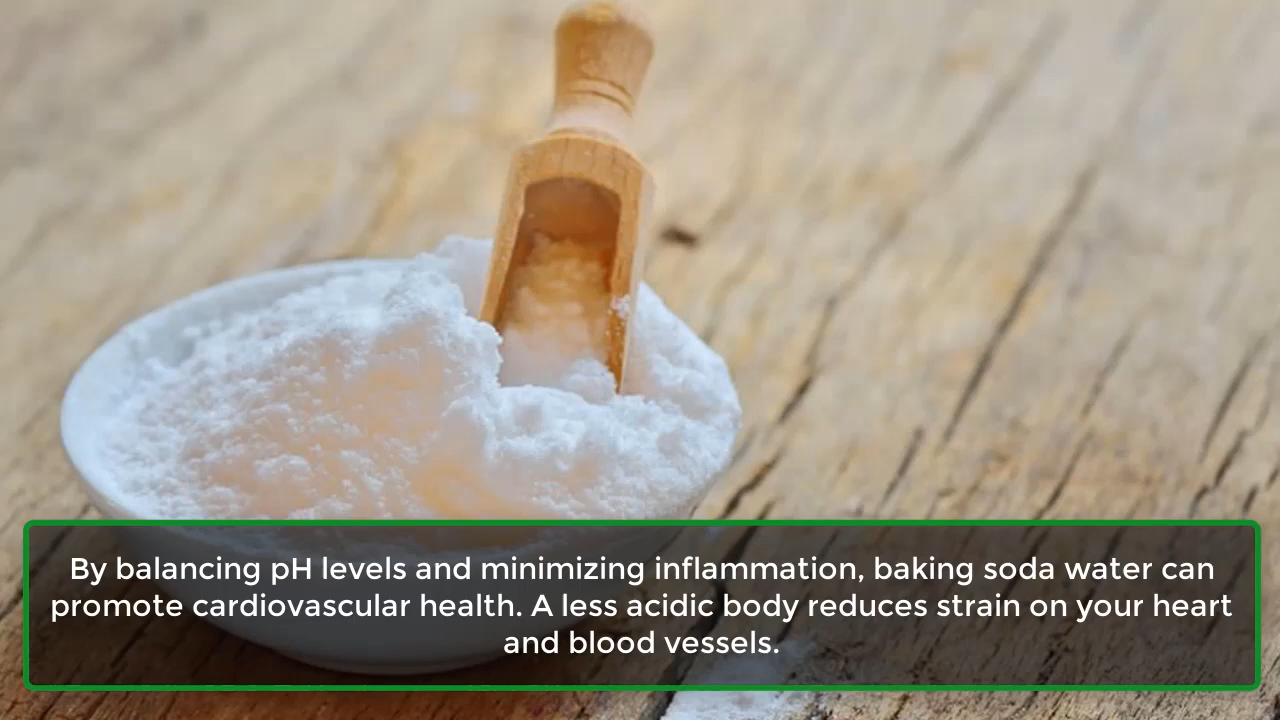 By balancing pH levels and minimizing inflammation, baking soda water can
promote cardiovascular health. A less acidic body reduces strain on your heart
and blood vessels.